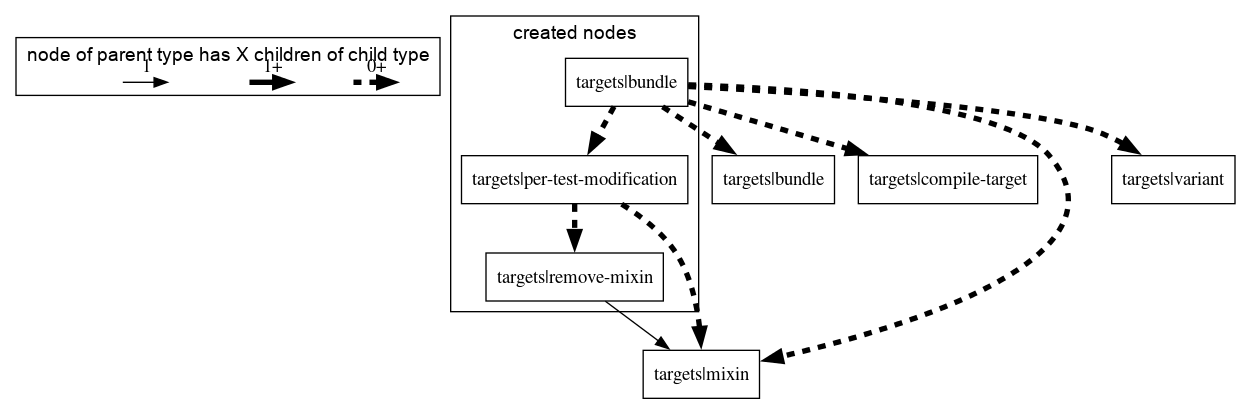 node of parent type has X children of child type
1
1+
0+
created nodes
targets|bundle
targets|per-test-modification
targets|bundle
targets|compile-target
targets|variant
targets|remove-mixin
targets|mixin